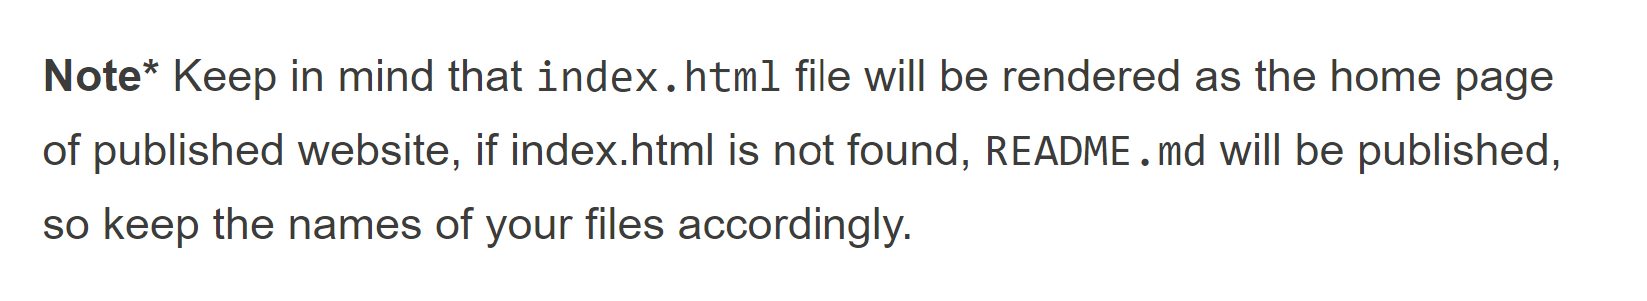 Note* Keep in mind that index.html file will be rendered as the home page
of published website, if index.html is not found, README.md will be published,
so keep the names of your files accordingly.